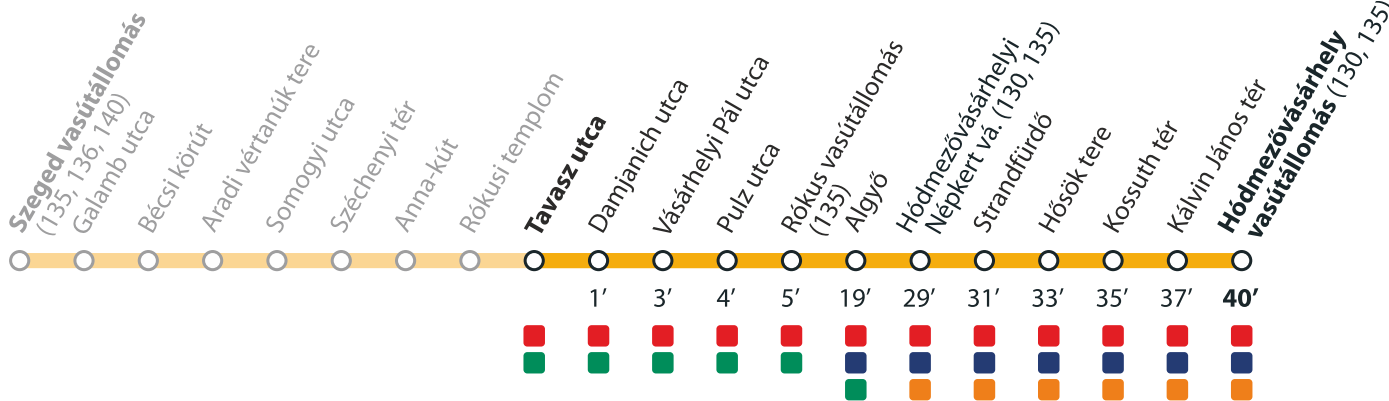 Szeged vasútállomás
(135, 136, 140)
Galamb utca
Bécsi körút
Aradi vértanúk tere
Somogyi utca
Széchenyi tér
Anna-kút
Rókusi templom
Tavasz utca
Damjanich utca
Vásárhelyi Pál utca
Pulz utca
Rókus vasútállomás
(135)
Algyő
Hódmezővásárhelyi
Népkert vá. (130, 135)
Strandfürdő
Hősök tere
Kossuth tér
Kálvin János tér
Hódmezővásárhely
vasútállomás (130, 135)
1’ 3’ 4’ 5’ 19’ 29’ 31’ 33’ 35’ 37’ 40’